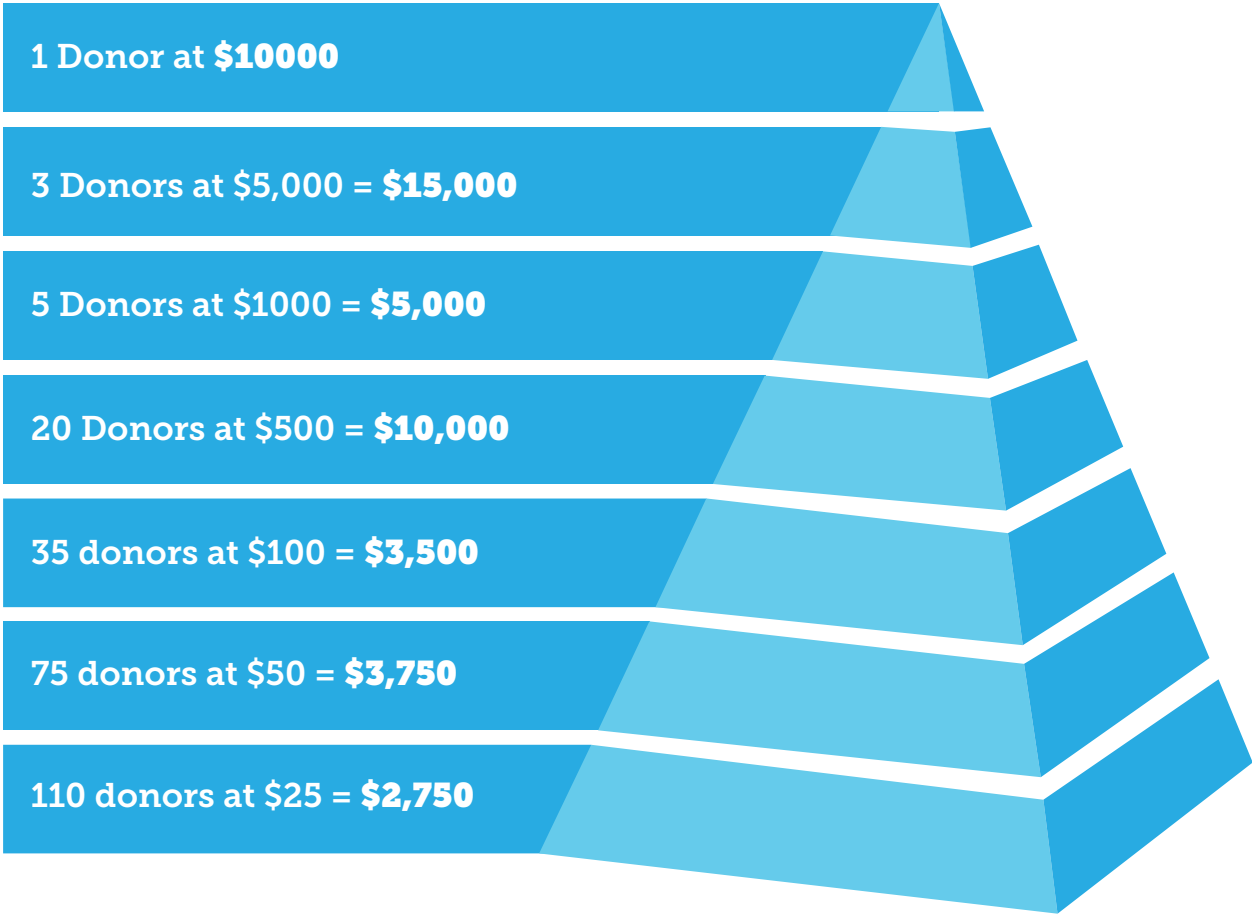 1 Donor at $10000
3 Donors at $5,000 = $15,000
5 Donors at $1000 = $5,000
20 Donors at $500 = $10,000
35 donors at $100 = $3,500
75 donors at $50 = $3,750
110 donors at $25 = $2,750